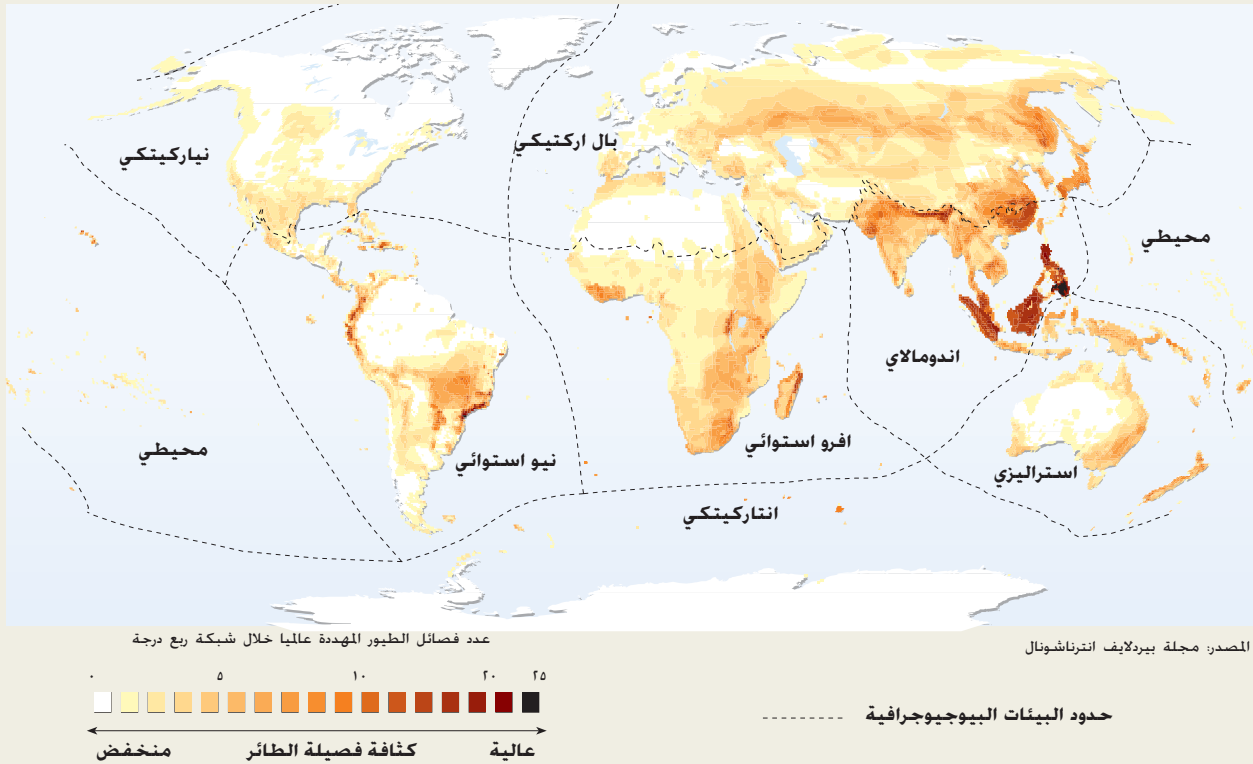 بال اركتيكي
نياركيتكي
محيطي
اندومالاي
افرو استوائي
نيو استوائي
محيطي
استراليزي
انتاركيتكي
عدد فصائل الطيور المهددة عالميا خلال شبكة ربع درجة
المصدر: مجلة بيردلايف انترناشونال
٠ ٥ ١٠ ٢٠ ٢٥
حدود البيئات البيوجيوجرافية
منخفض كثافة فصيلة الطائر عالية